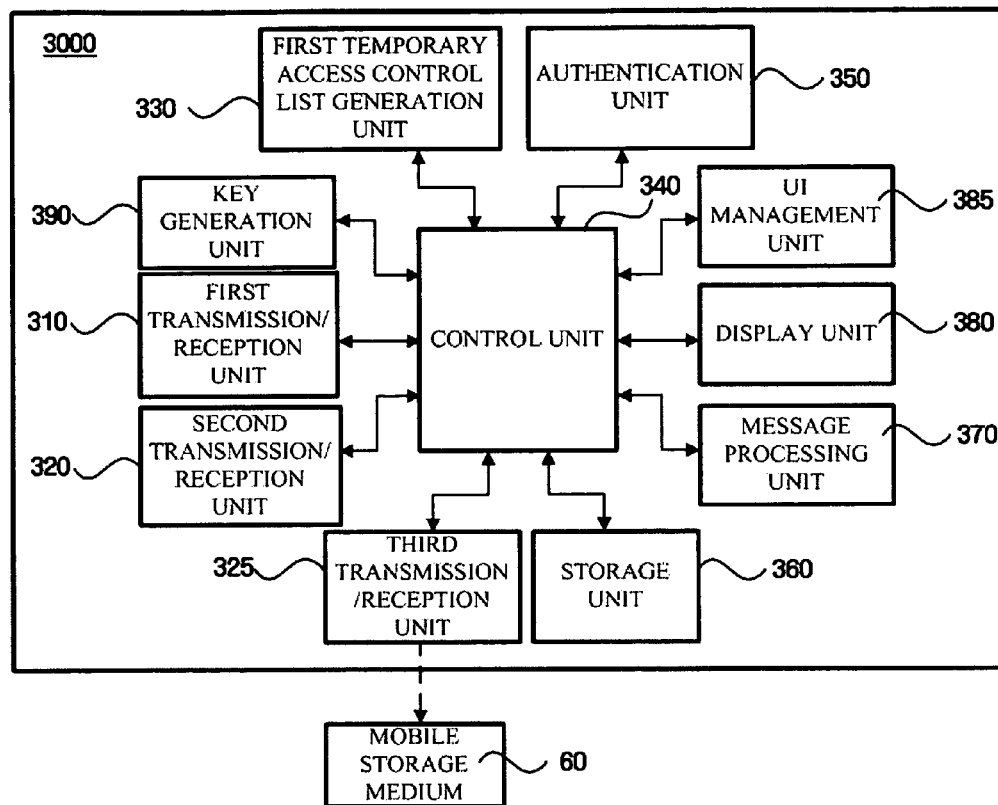 3000
FIRST TEMPORARY
ACCESS CONTROL
LIST GENERATION
UNIT
330
AUTHENTICATION
UNIT
350
340
KEY
GENERATION
UNIT
390
UI
MANAGEMENT
UNIT
385
FIRST
TRANSMISSION/
RECEPTION
UNIT
310
CONTROL UNIT
DISPLAY UNIT
380
SECOND
TRANSMISSION/
RECEPTION
UNIT
320
MESSAGE
PROCESSING
UNIT
370
THIRD
TRANSMISSION
/RECEPTION
UNIT
325
STORAGE
UNIT
360
MOBILE
STORAGE
MEDIUM
60